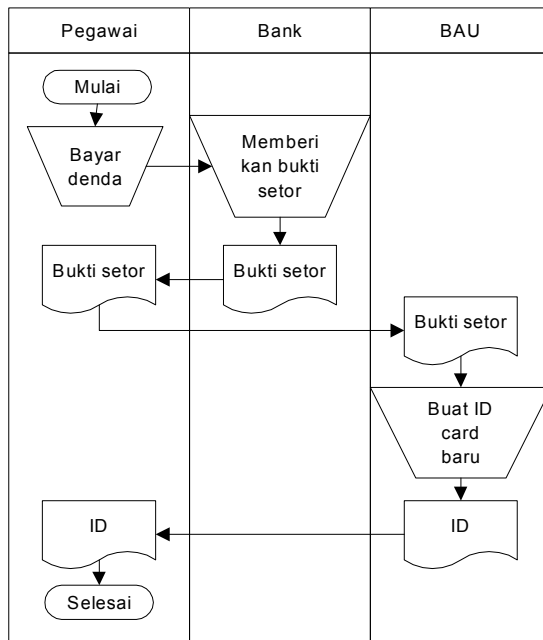 Pegawai
Bank
BAU
Mulai
Bayar
denda
Memberi
kan bukti
setor
Bukti setor
Bukti setor
Bukti setor
Buat ID
card
baru
ID
ID
Selesai